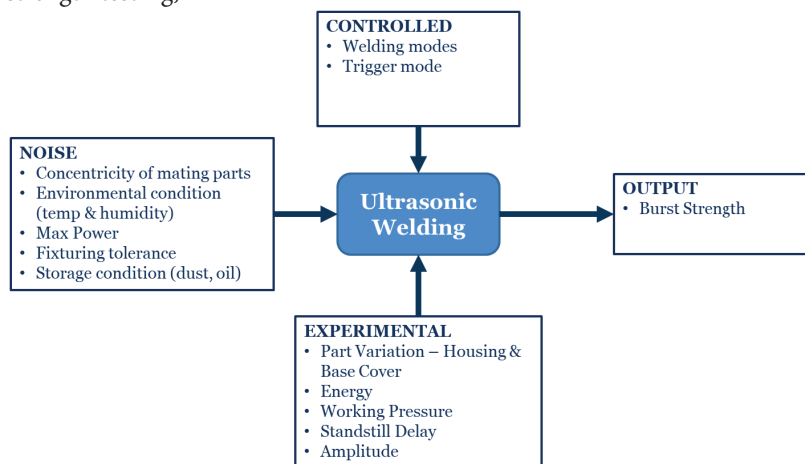 CONTROLLED
• Welding modes
• Trigger mode
NOISE
• Concentricity of mating parts
• Environmental condition
(temp & humidity)
• Max Power
• Fixturing tolerance
• Storage condition (dust, oil)
Ultrasonic
Welding
OUTPUT
• Burst Strength
EXPERIMENTAL
• Part Variation – Housing &
Base Cover
• Energy
• Working Pressure
• Standstill Delay
• Amplitude